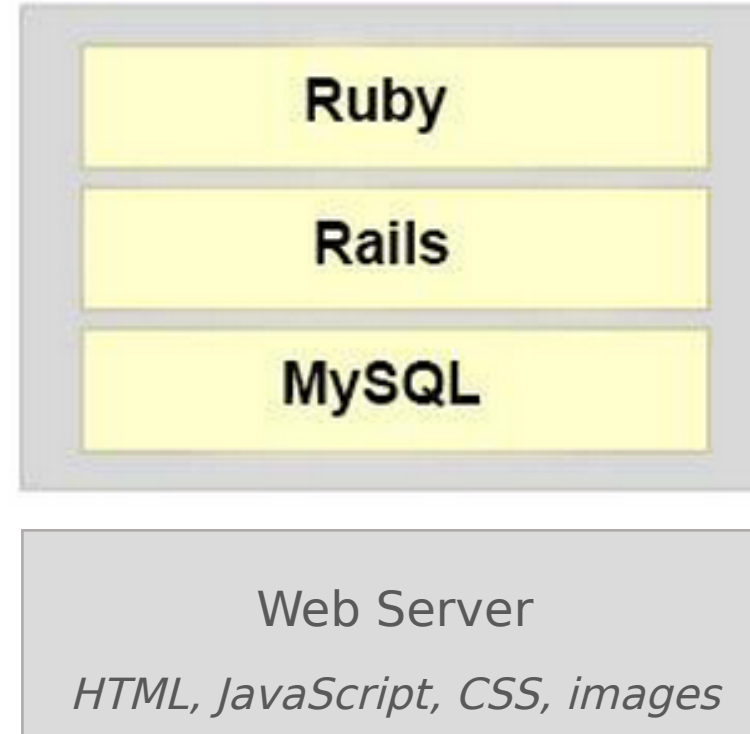 Ruby
Rails
MySQL
Web Server
HTML, JavaScript, CSS, images